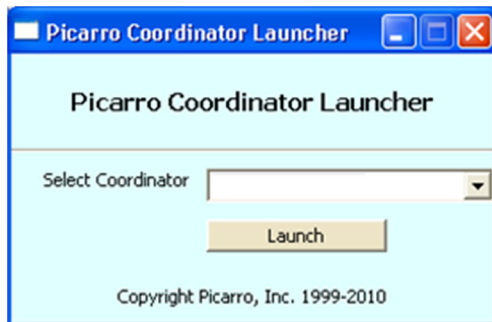 Picarro Coordinator Launcher
Picarro Coordinator Launcher
Select Coordinator
Launch
Copyright Picarro, Inc. 1999-2010